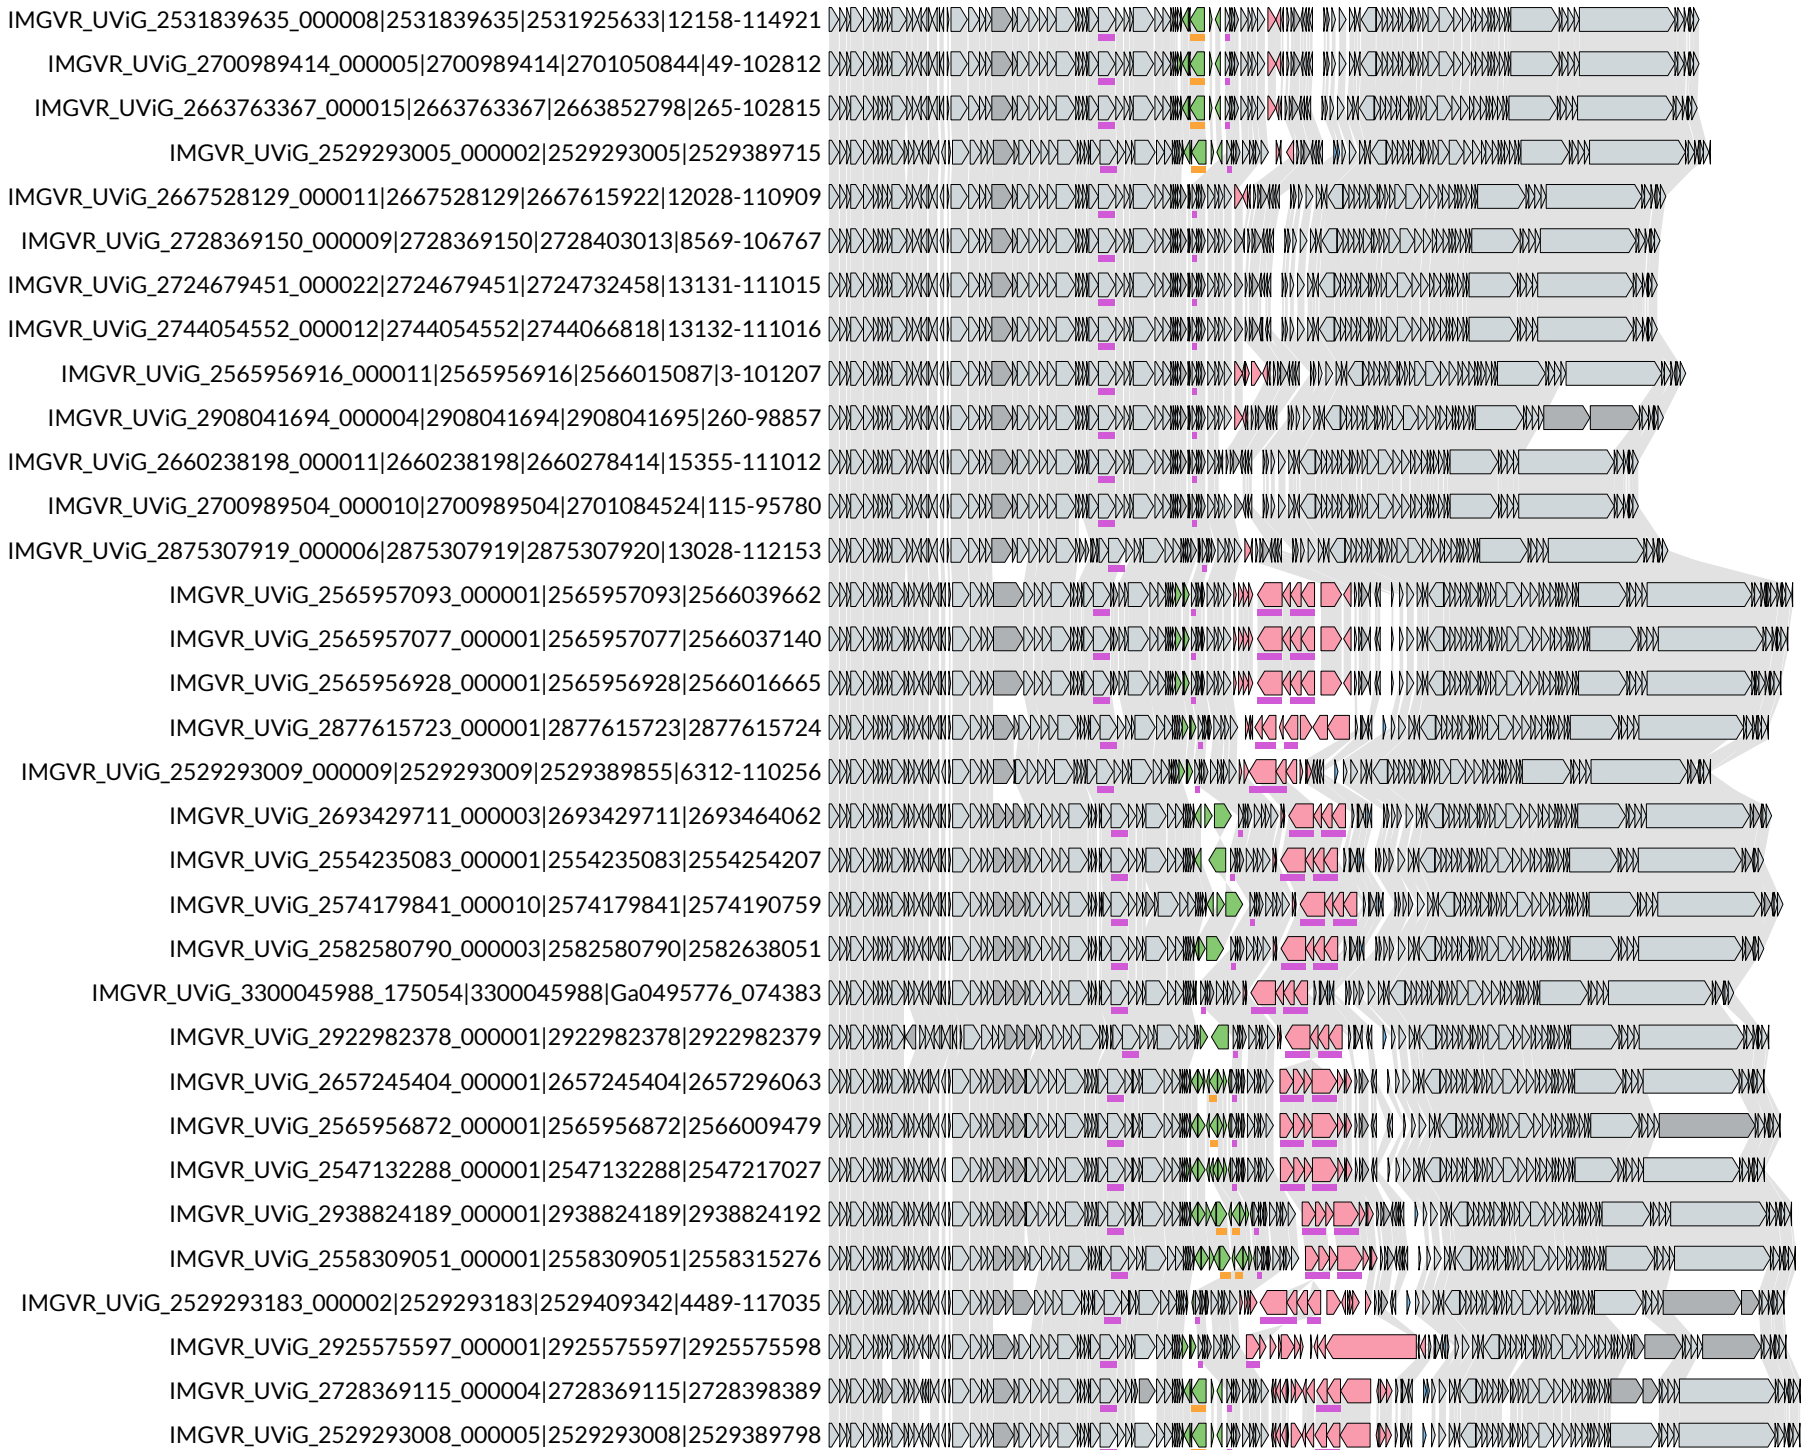 IMGVR_UViG_2531839635_000008|2531839635|2531925633|12158-114921
IMGVR_UViG_2700989414_000005|2700989414|2701050844|49-102812
IMGVR_UViG_2663763367_000015|2663763367|2663852798|265-102815
IMGVR_UViG_2529293005_000002|2529293005|2529389715
IMGVR_UViG_2667528129_000011|2667528129|2667615922|12028-110909
IMGVR_UViG_2728369150_000009|2728369150|2728403013|8569-106767
IMGVR_UViG_2724679451_000022|2724679451|2724732458|13131-111015
IMGVR_UViG_2744054552_000012|2744054552|2744066818|13132-111016
IMGVR_UViG_2565956916_000011|2565956916|2566015087|3-101207
IMGVR_UViG_2908041694_000004|2908041694|2908041695|260-98857
IMGVR_UViG_2660238198_000011|2660238198|2660278414|15355-111012
IMGVR_UViG_2700989504_000010|2700989504|2701084524|115-95780
IMGVR_UViG_2875307919_000006|2875307919|2875307920|13028-112153
IMGVR_UViG_2565957093_000001|2565957093|2566039662
IMGVR_UViG_2565957077_000001|2565957077|2566037140
IMGVR_UViG_2565956928_000001|2565956928|2566016665
IMGVR_UViG_2877615723_000001|2877615723|2877615724
IMGVR_UViG_2529293009_000009|2529293009|2529389855|6312-110256
IMGVR_UViG_2693429711_000003|2693429711|2693464062
IMGVR_UViG_2554235083_000001|2554235083|2554254207
IMGVR_UViG_2574179841_000010|2574179841|2574190759
IMGVR_UViG_2582580790_000003|2582580790|2582638051
IMGVR_UViG_3300045988_175054|3300045988|Ga0495776_074383
IMGVR_UViG_2922982378_000001|2922982378|2922982379
IMGVR_UViG_2657245404_000001|2657245404|2657296063
IMGVR_UViG_2565956872_000001|2565956872|2566009479
IMGVR_UViG_2547132288_000001|2547132288|2547217027
IMGVR_UViG_2938824189_000001|2938824189|2938824192
IMGVR_UViG_2558309051_000001|2558309051|2558315276
IMGVR_UViG_2529293183_000002|2529293183|2529409342|4489-117035
IMGVR_UViG_2925575597_000001|2925575597|2925575598
IMGVR_UViG_2728369115_000004|2728369115|2728398389
IMGVR_UViG_2529293008_000005|2529293008|2529389798